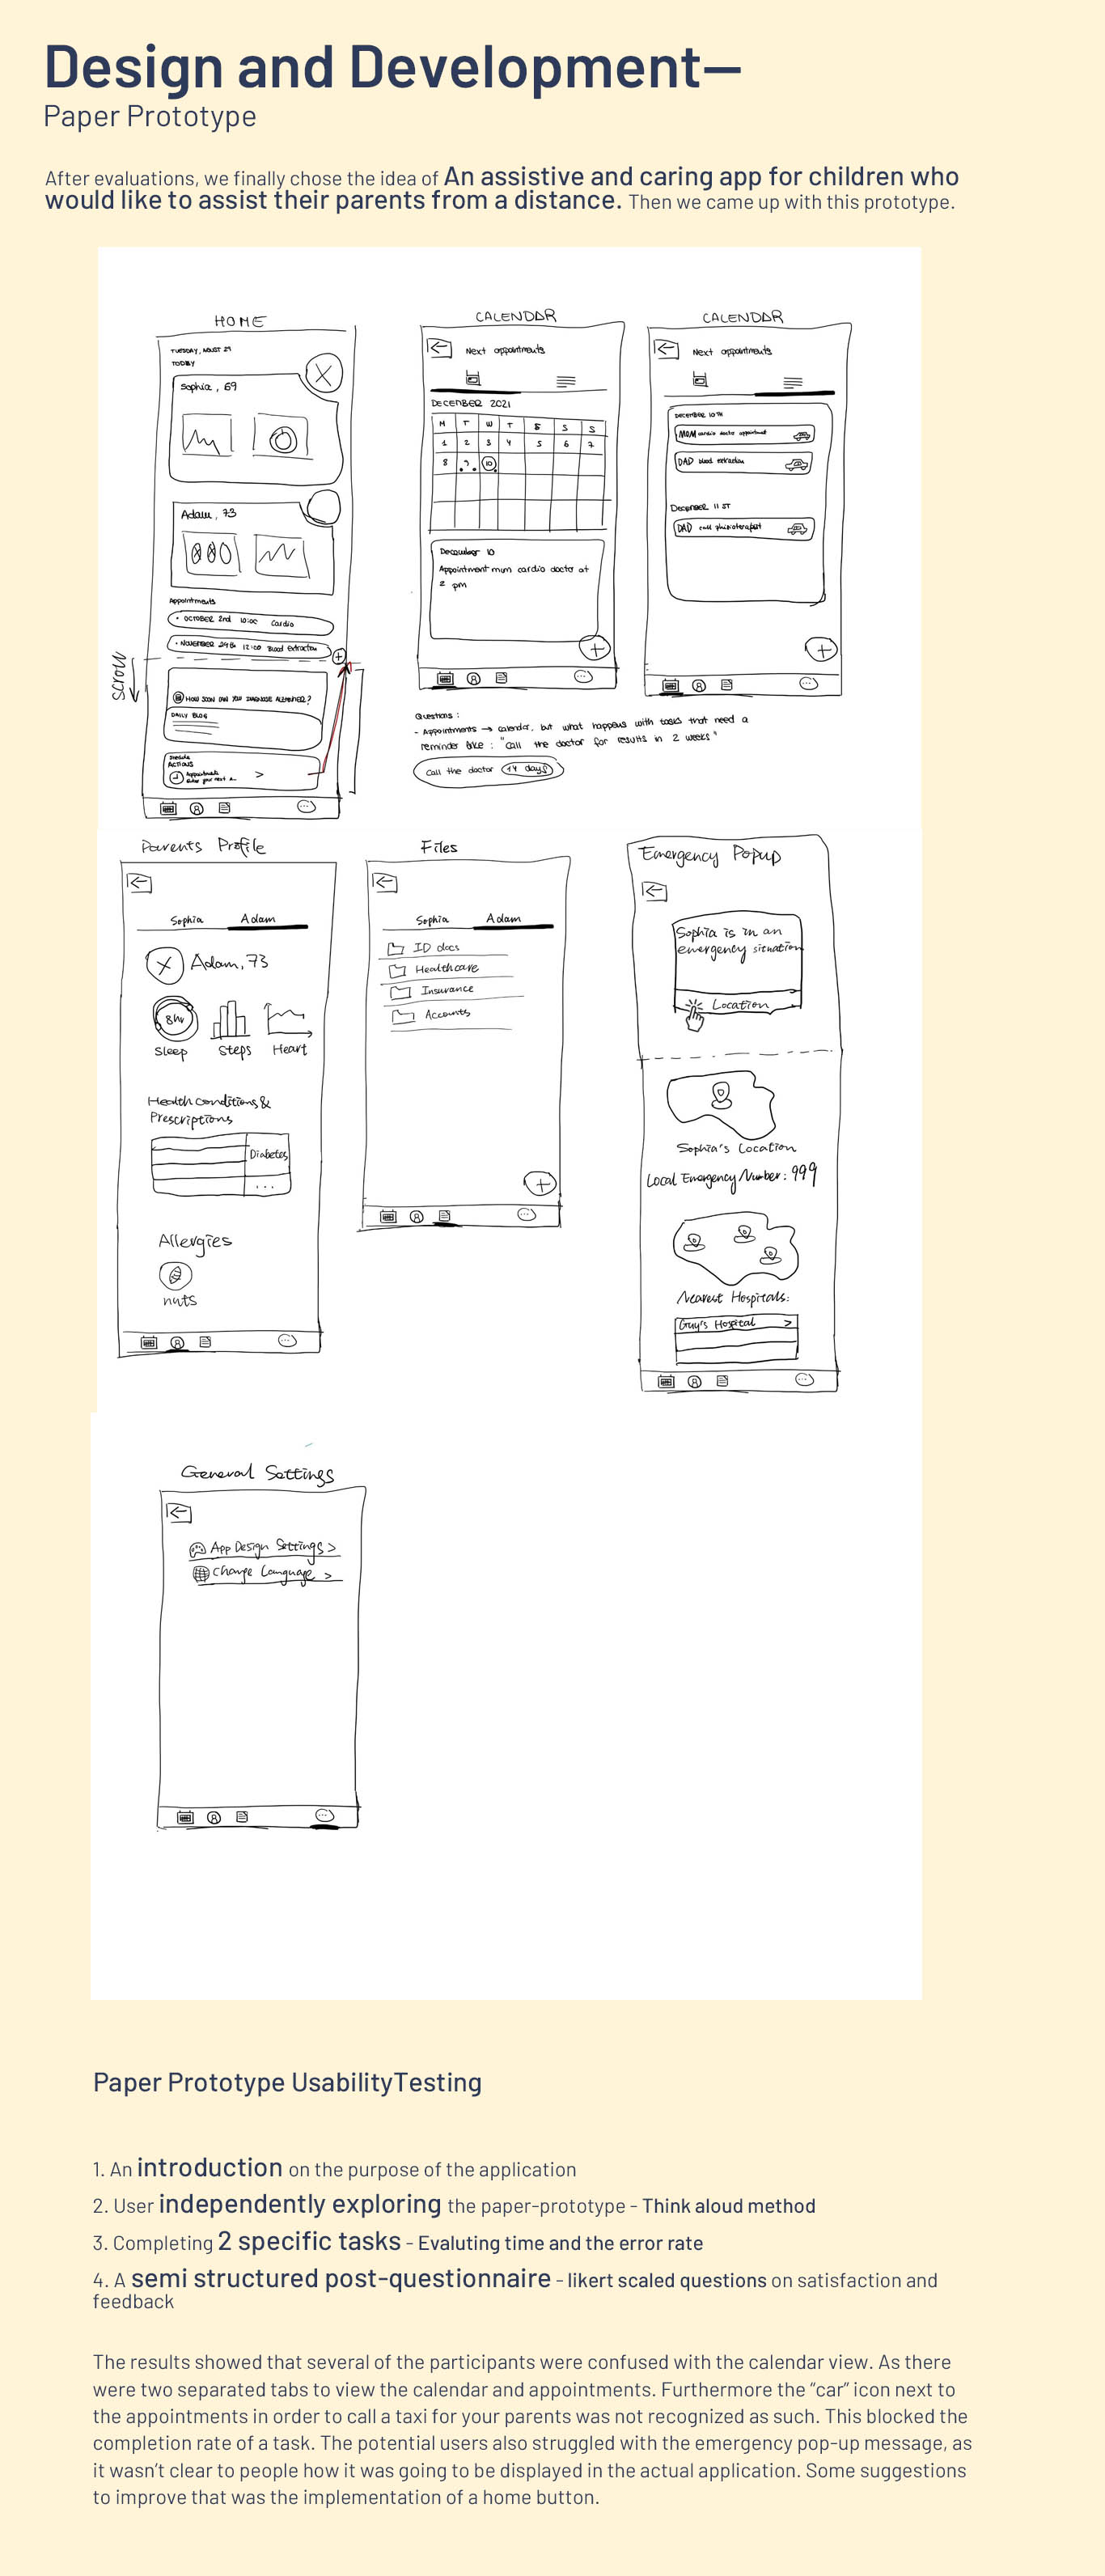 Design and Development—
Paper Prototype
After evaluations, we finally chose the idea of An assistive and caring app for children who
would like to assist their parents from a distance. Then we came up with this prototype.
HOME
TUESDAY, AGUST 29
TODAY
Sophia, 69
Adam, 73
Appointments
• OCTOBER 2nd 10:00 Cardio
• NOVEMBER 29th 12:00 Blood extraction
SCROLL
HOW SOON CAN YOU DIAGNOSE ALZHEIMER?
DAILY BLOG
ACTIONS
Appointments
Enter your next
>
CALENDAR
Next appointments
DECEMBER 2021
M T W T F S S
1 2 3 4 5 6 7
8 9 10
December 10
Appointment mum cardio doctor at
2 pm
CALENDAR
Next appointments
DECEMBER 10TH
MOM cardio doctor appointment
DAD blood extraction
December 11 ST
DAD call phisioterapist
Questions:
- Appointments → calendar, but what happens with tasks that need a
reminder like: "call the doctor for results in 2 weeks"
Call the doctor 14 days
Parents Profile
Sophia Adam
Adam, 73
8hr
Sleep Steps Heart
Health conditions &
Prescriptions
Diabetes
...
Allergies
nuts
Files
Sophia Adam
ID docs
Healthcare
Insurance
Accounts
Emergency Popup
Sophia is in an
emergency situation
Location
Sophia's Location
Local Emergency Number: 999
Nearest Hospitals:
Guy's Hospital >
General Settings
App Design Settings >
Change Language >
Paper Prototype UsabilityTesting
1. An introduction on the purpose of the application
2. User independently exploring the paper-prototype - Think aloud method
3. Completing 2 specific tasks - Evaluting time and the error rate
4. A semi structured post-questionnaire - likert scaled questions on satisfaction and
feedback
The results showed that several of the participants were confused with the calendar view. As there
were two separated tabs to view the calendar and appointments. Furthermore the "car" icon next to
the appointments in order to call a taxi for your parents was not recognized as such. This blocked the
completion rate of a task. The potential users also struggled with the emergency pop-up message, as
it wasn't clear to people how it was going to be displayed in the actual application. Some suggestions
to improve that was the implementation of a home button.